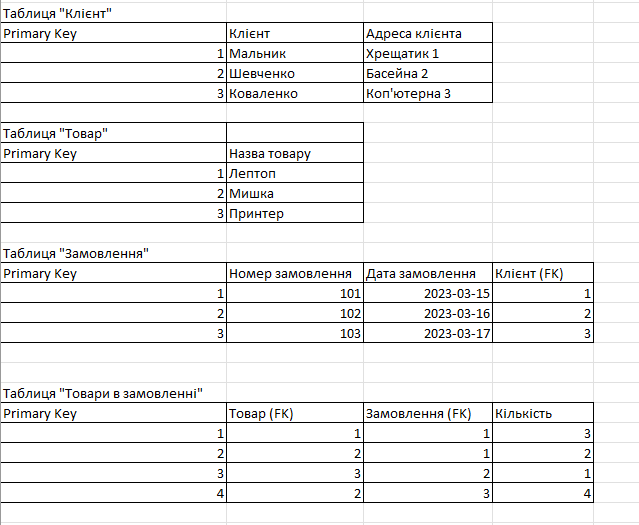 Таблиця "Клієнт"
Primary Key Клієнт Адреса клієнта
1 Мальник Хрещатик 1
2 Шевченко Басейна 2
3 Коваленко Коп'ютерна 3
Таблиця "Товар"
Primary Key Назва товару
1 Лептоп
2 Мишка
3 Принтер
Таблиця "Замовлення"
Primary Key Номер замовлення Дата замовлення Клієнт (FK)
1 101 2023-03-15 1
2 102 2023-03-16 2
3 103 2023-03-17 3
Таблиця "Товари в замовленні"
Primary Key Товар (FK) Замовлення (FK) Кількість
1 1 1 3
2 2 1 2
3 3 2 1
4 2 3 4